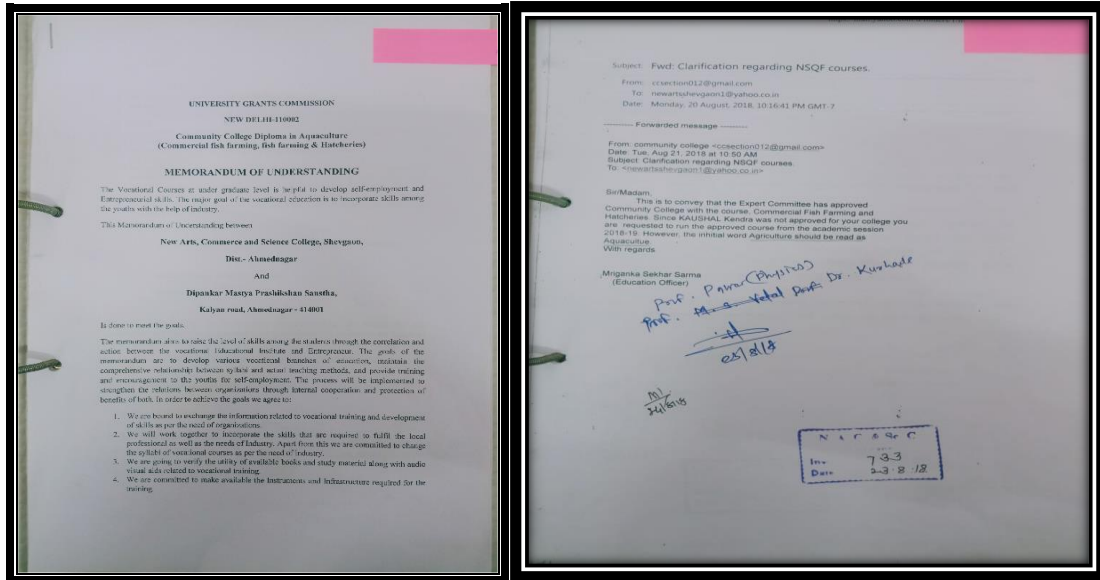 UNIVERSITY GRANTS COMMISSION
NEW DELHI-110002
Community College Diploma in Aquaculture
(Commercial fish farming, fish farming & Hatcheries)
MEMORANDUM OF UNDERSTANDING
The Vocational Courses at under graduate level is helpful to develop self-employment and
Entrepreneurial skills. The major goal of the vocational education is to incorporate skills among
the youths with the help of industry.
This Memorandum of Understanding between
New Arts, Commerce and Science College, Shevgaon,
Dist.- Ahmednagar
And
Dipankar Mastya Prashikshan Sanstha,
Kalyan road, Ahmednagar - 414001
Is done to meet the goals.
The memorandum aims to raise the level of skills among the students through the correlation and
action between the vocational Educational Institute and Entrepreneur. The goals of the
memorandum are to develop various vocational branches of education, maintain the
comprehensive relationship between syllabi and actual teaching methods, and provide training
and encouragement to the youths for self-employment. The process will be implemented to
strengthen the relations between organizations through internal cooperation and protection of
benefits of both. In order to achieve the goals we agree to:
1. We are bound to exchange the information related to vocational training and development
of skills as per the need of organizations.
2. We will work together to incorporate the skills that are required to fulfil the local
professional as well as the needs of Industry. Apart from this we are committed to change
the syllabi of vocational courses as per the need of industry.
3. We are going to verify the utility of available books and study material along with audio
visual aids related to vocational training.
4. We are committed to make available the Instruments and Infrastructure required for the
training.
Subject: Fwd: Clarification regarding NSQF courses.
From: ccsection012@gmail.com
To: newartsshevgaon1@yahoo.co.in
Date: Monday, 20 August, 2018, 10:16:41 PM GMT-7
---------- Forwarded message ----------
From: community college <ccsection012@gmail.com>
Date: Tue, Aug 21, 2018 at 10:50 AM
Subject: Clarification regarding NSQF courses.
To: <newartsshevgaon1@yahoo.co.in>
Sir/Madam,
This is to convey that the Expert Committee has approved
Community College with the course, Commercial Fish Farming and
Hatcheries. Since KAUSHAL Kendra was not approved for your college you
are requested to run the approved course from the academic session
2018-19. However, the inhitial word Agriculture should be read as
Aquaculture.
With regards
Mriganka Sekhar Sarma
(Education Officer)
Prof. Pawar (Physics)
Prof. Dr. Kurhade
Inw. 733
Date 23.8.18